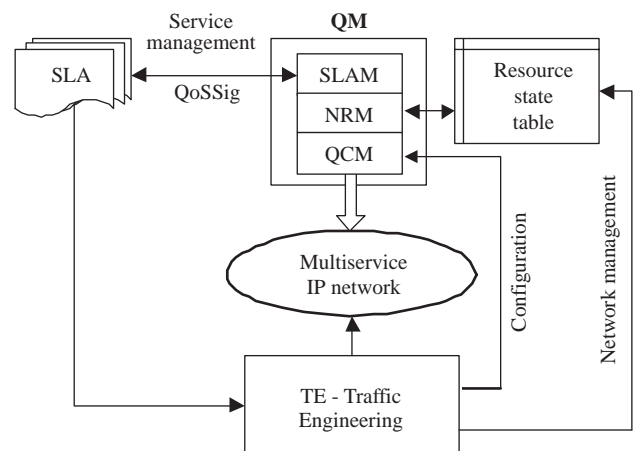 Service
management
QM
SLA
QoSSig
SLAM
NRM
QCM
Resource
state
table
Multiservice
IP network
Configuration
Network management
TE - Traffic
Engineering